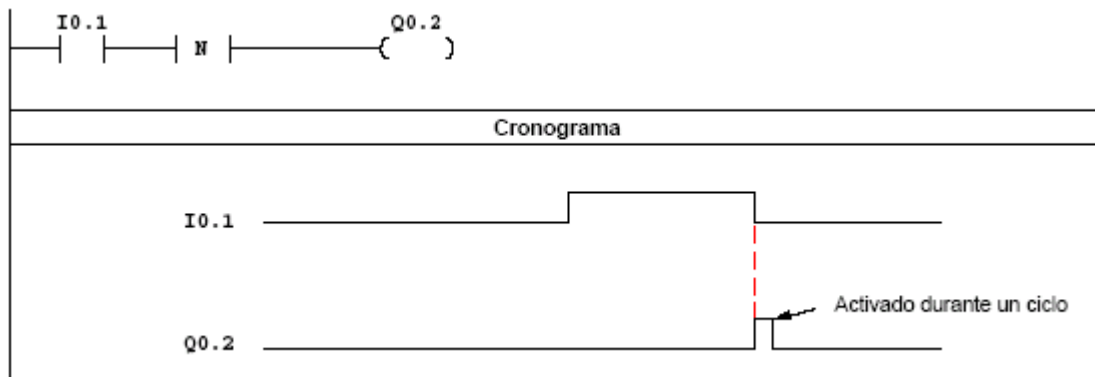 I0.1
Q0.2
N
Cronograma
I0.1
Activado durante un ciclo
Q0.2